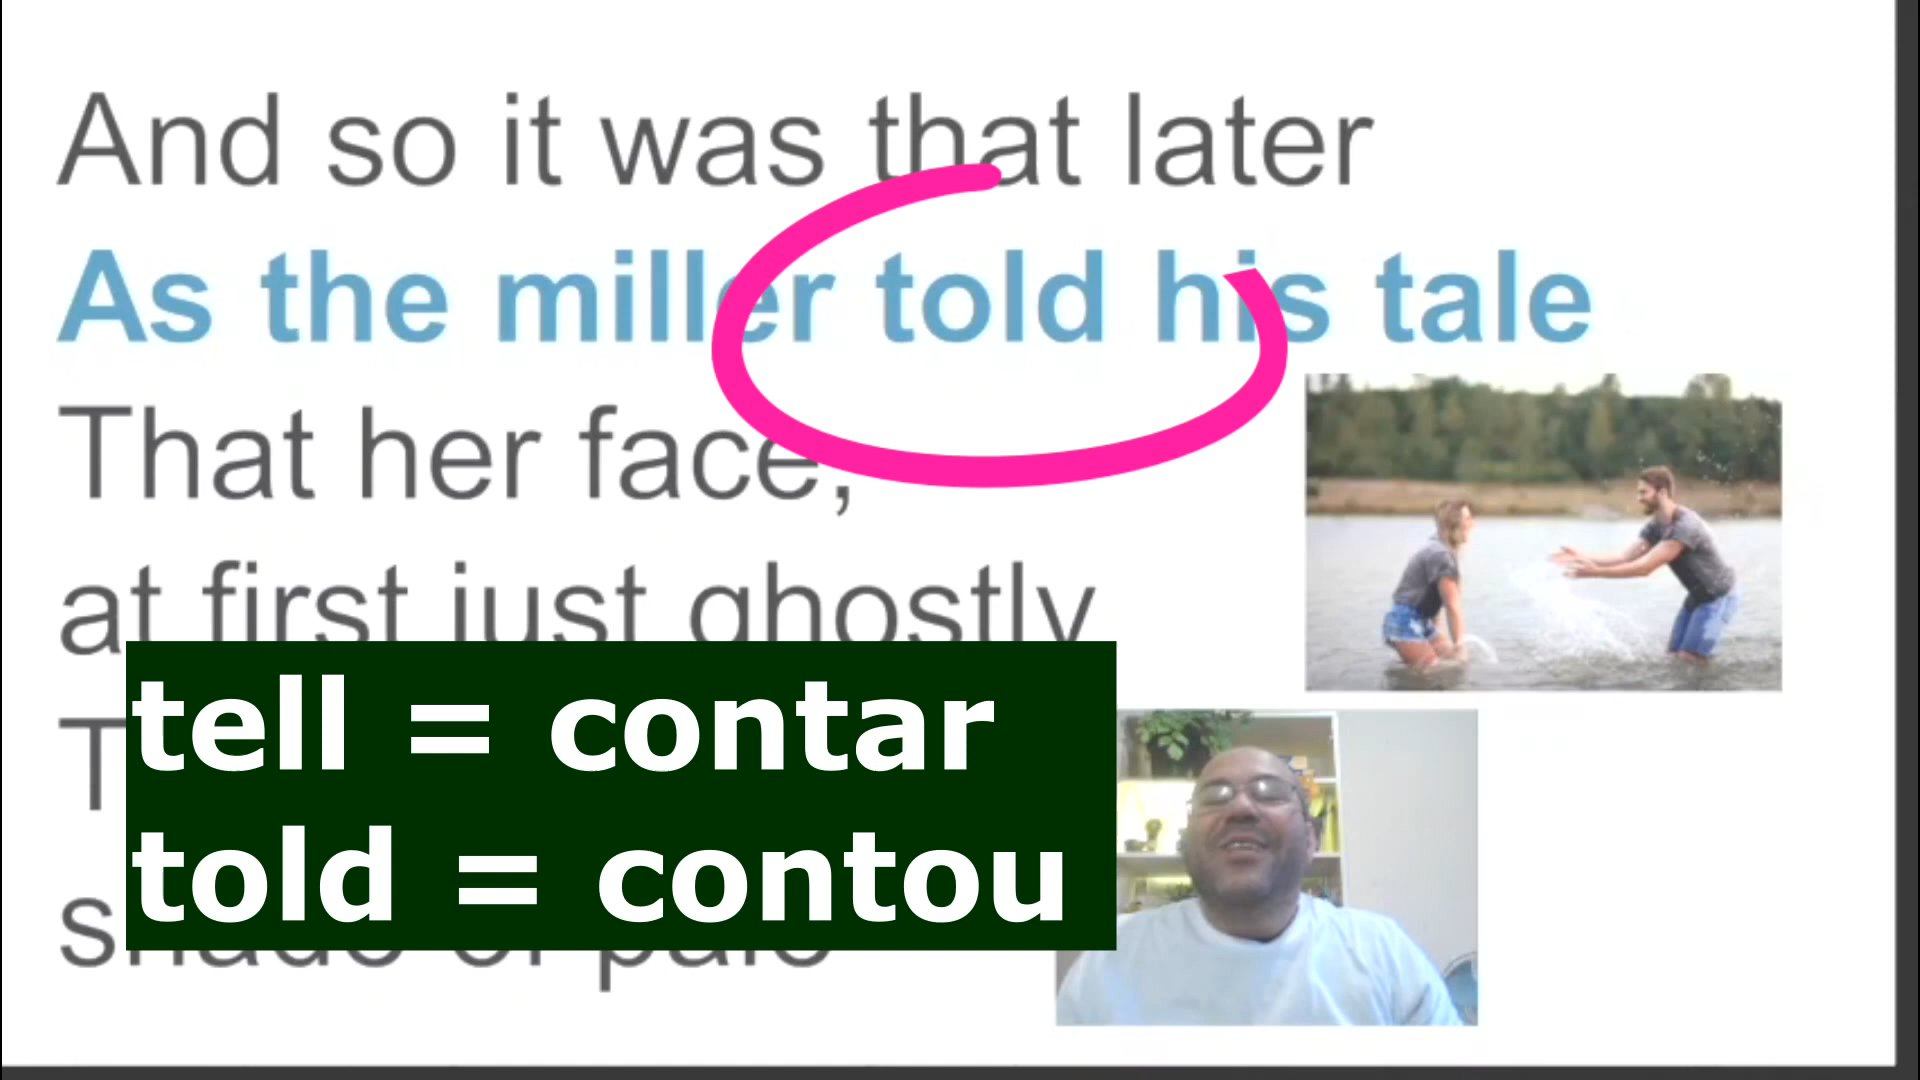 And so it was that later
As the miller told his tale
That her face,
at first just ghostly
tell = contar
told = contou